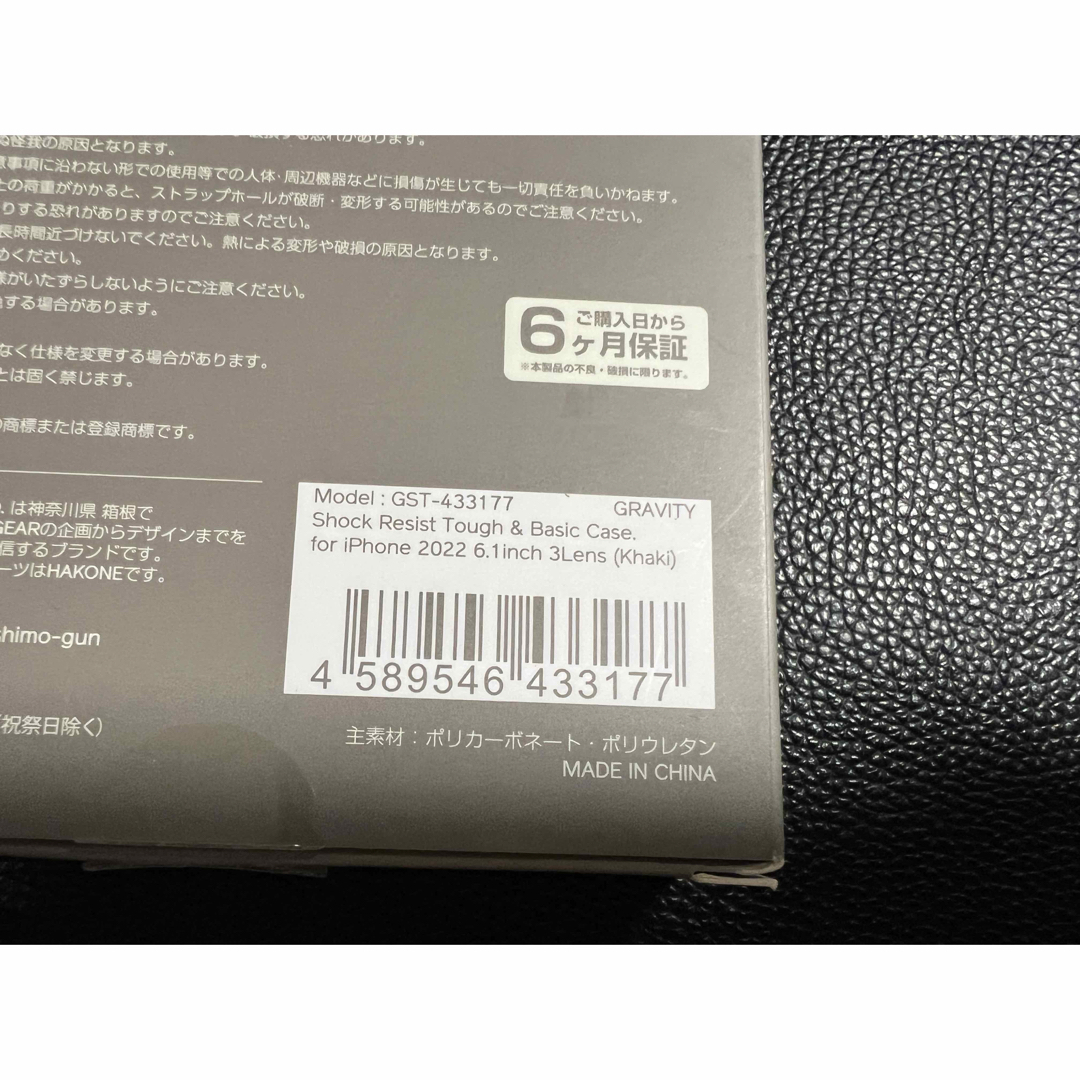 恐れがあります。
怪我の原因となります。
意事項に沿わない形での使用等での人体・周辺機器などに損傷が生じても一切責任を負いかねます。
の荷重がかかると、ストラップホールが破断・変形する可能性があるのでご注意ください。
りする恐れがありますのでご注意ください。
長時間近づけないでください。熱による変形や破損の原因となります。
めください。
様がいたずらしないようにご注意ください。
する場合があります。
なく仕様を変更する場合があります。
とは固く禁じます。
商標または登録商標です。
6ヶ月保証
ご購入日から
※本製品の不良・破損に限ります。
. は神奈川県 箱根で
GEARの企画からデザインまでを
信するブランドです。
ーツはHAKONEです。
himo-gun
(祝祭日除く)
Model : GST-433177 GRAVITY
Shock Resist Tough & Basic Case.
for iPhone 2022 6.1inch 3Lens (Khaki)
4 589546 433177
主素材：ポリカーボネート・ポリウレタン
MADE IN CHINA